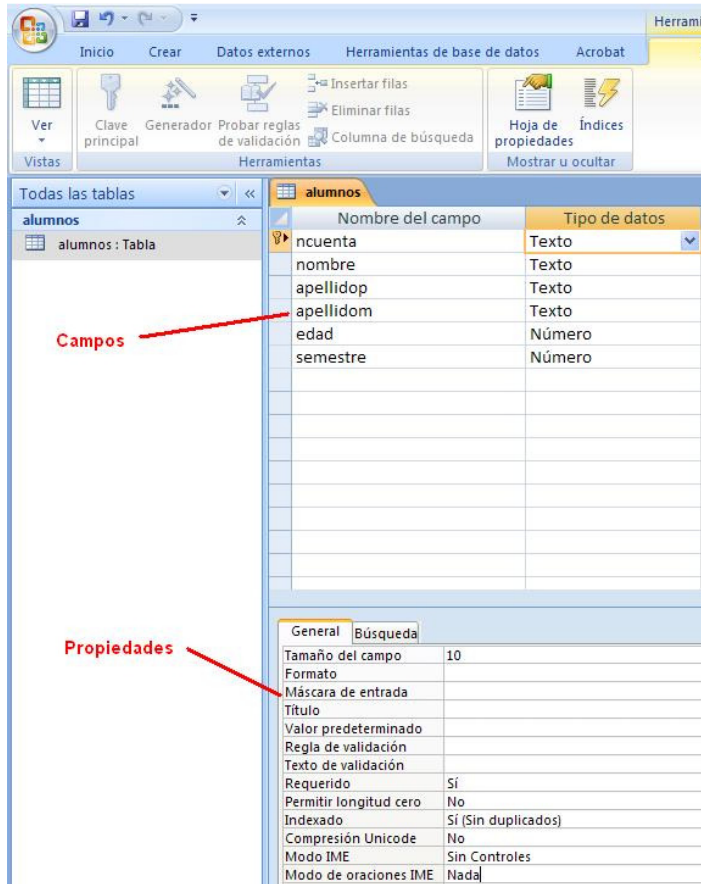 Herrami
Inicio Crear Datos externos Herramientas de base de datos Acrobat
Ver
Clave principal
Generador
Probar reglas de validación
Insertar filas
Eliminar filas
Columna de búsqueda
Hoja de propiedades
Índices
Vistas Herramientas Mostrar u ocultar
Todas las tablas
alumnos
alumnos : Tabla
alumnos
Nombre del campo Tipo de datos
ncuenta Texto
nombre Texto
apellidop Texto
apellidom Texto
edad Número
semestre Número
Campos
Propiedades
General Búsqueda
Tamaño del campo 10
Formato
Máscara de entrada
Título
Valor predeterminado
Regla de validación
Texto de validación
Requerido Sí
Permitir longitud cero No
Indexado Sí (Sin duplicados)
Compresión Unicode No
Modo IME Sin Controles
Modo de oraciones IME Nada